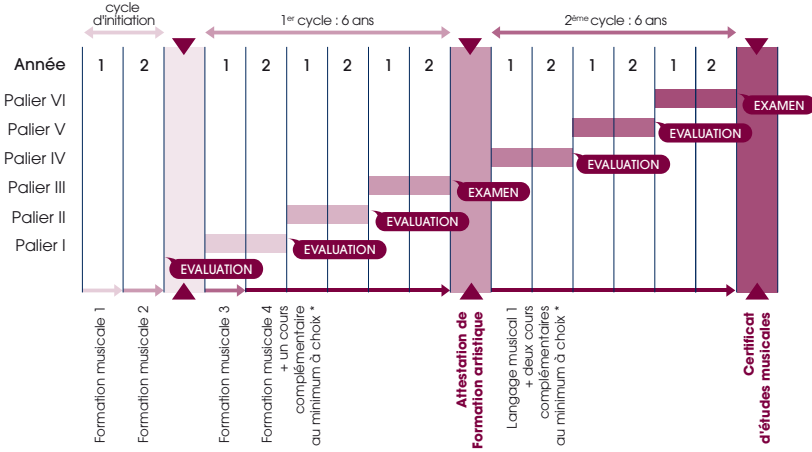 cycle
d'initiation
1er cycle : 6 ans
2ème cycle : 6 ans
Année 1 2 1 2 1 2 1 2 1 2 1 2 1 2
Palier VI
EXAMEN
Palier V
EVALUATION
Palier IV
EVALUATION
Palier III
EXAMEN
Palier II
EVALUATION
Palier I
EVALUATION
EVALUATION
Formation musicale 1
Formation musicale 2
Formation musicale 3
Formation musicale 4
+ un cours
complémentaire
au minimum à choix *
Attestation de
Formation artistique
Langage musical 1
+ deux cours
complémentaires
au minimum à choix *
Certificat
d'études musicales